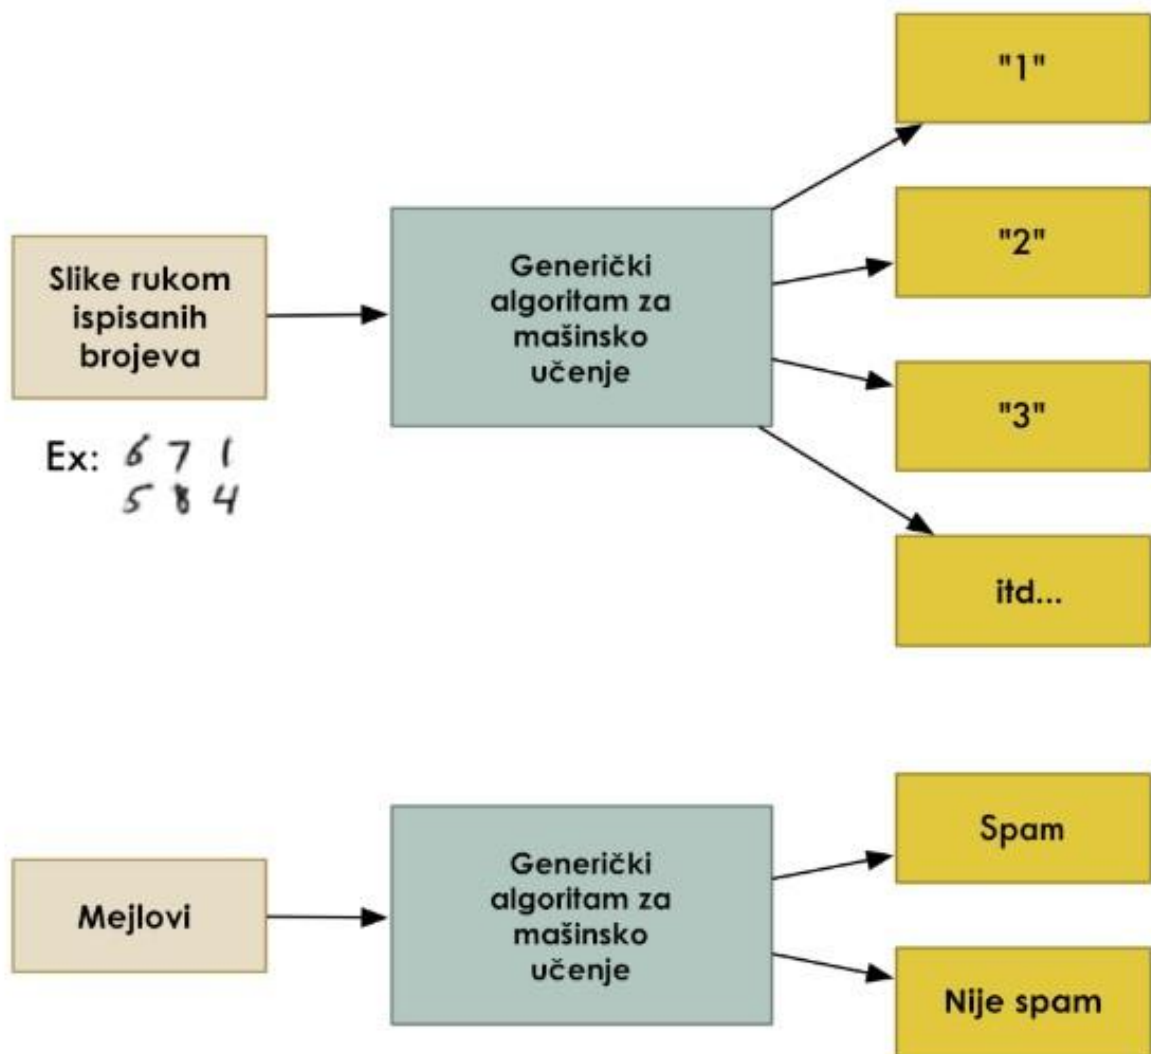 "1"
Slike rukom
ispisanih
brojeva
Generički
algoritam za
mašinsko
učenje
"2"
"3"
Ex: 6 7 1
5 8 4
itd...
Mejlovi
Generički
algoritam za
mašinsko
učenje
Spam
Nije spam